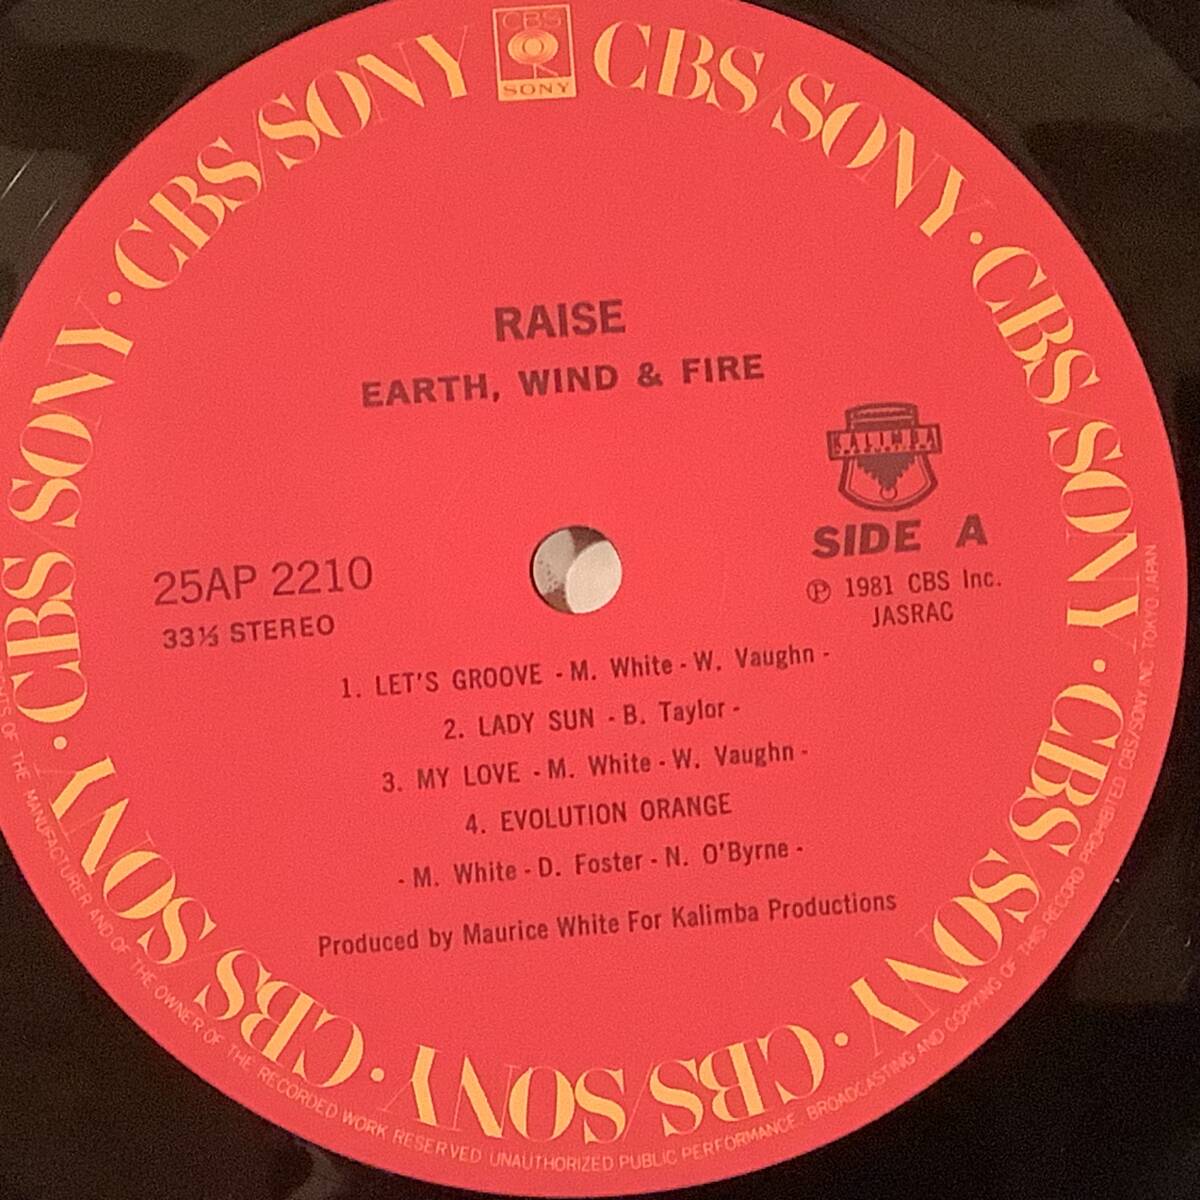 CBS
SONY
CBS/SONY · CBS/SONY · CBS/SONY · CBS/SONY · CBS/SONY · CBS/SONY · CBS/SONY
RAISE
EARTH, WIND & FIRE
KALIMBA
SIDE A
25AP 2210
33⅓ STEREO
Ⓟ 1981 CBS Inc.
JASRAC
1. LET'S GROOVE - M. White - W. Vaughn -
2. LADY SUN - B. Taylor -
3. MY LOVE - M. White - W. Vaughn -
4. EVOLUTION ORANGE
- M. White - D. Foster - N. O'Byrne -
Produced by Maurice White For Kalimba Productions
OF THE MANUFACTURER AND OF THE OWNER OF THE RECORDED WORK RESERVED UNAUTHORIZED PUBLIC PERFORMANCE. BROADCASTING AND COPYING OF THIS RECORD PROHIBITED. CBS/SONY INC. TOKYO, JAPAN